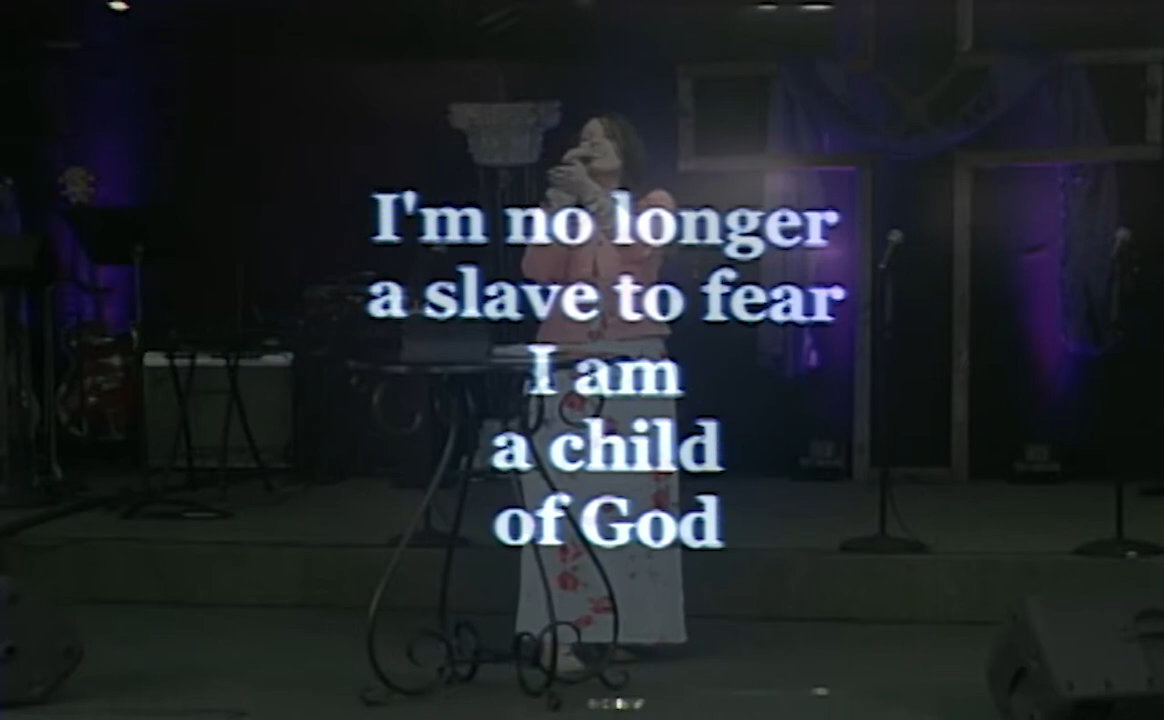 I'm no longer
a slave to fear
I am
a child
of God